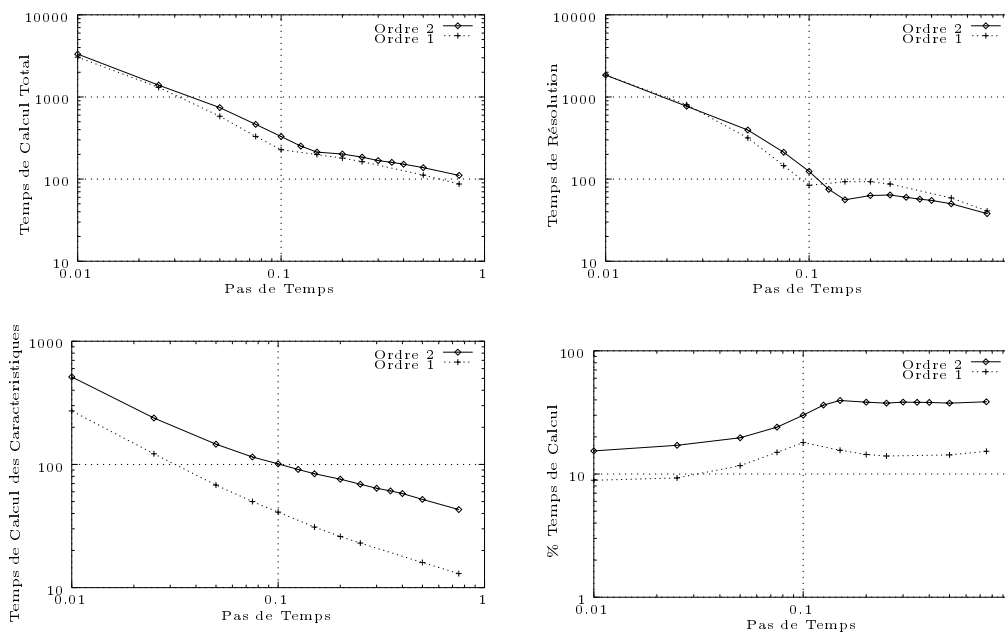 10000
1000
100
10
0.01
0.1
1
Temps de Calcul Total
Pas de Temps
Ordre 2
Ordre 1
10000
1000
100
10
0.01
0.1
Temps de Résolution
Pas de Temps
Ordre 2
Ordre 1
1000
100
10
0.01
0.1
1
Temps de Calcul des Caracteristiques
Pas de Temps
Ordre 2
Ordre 1
100
10
1
0.01
0.1
% Temps de Calcul
Pas de Temps
Ordre 2
Ordre 1